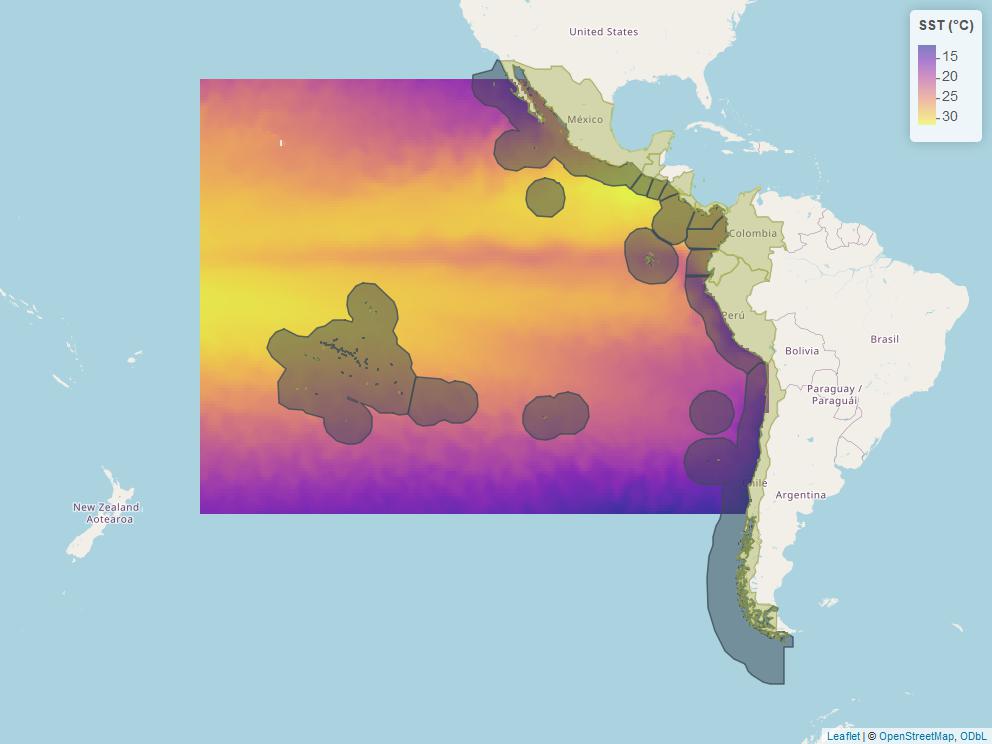 United States
SST (°C)
15
20
25
30
México
Colombia
Perú
Brasil
Bolivia
Paraguay /
Paraguái
hile
Argentina
New Zealand
Aotearoa
Leaflet | © OpenStreetMap, ODbL